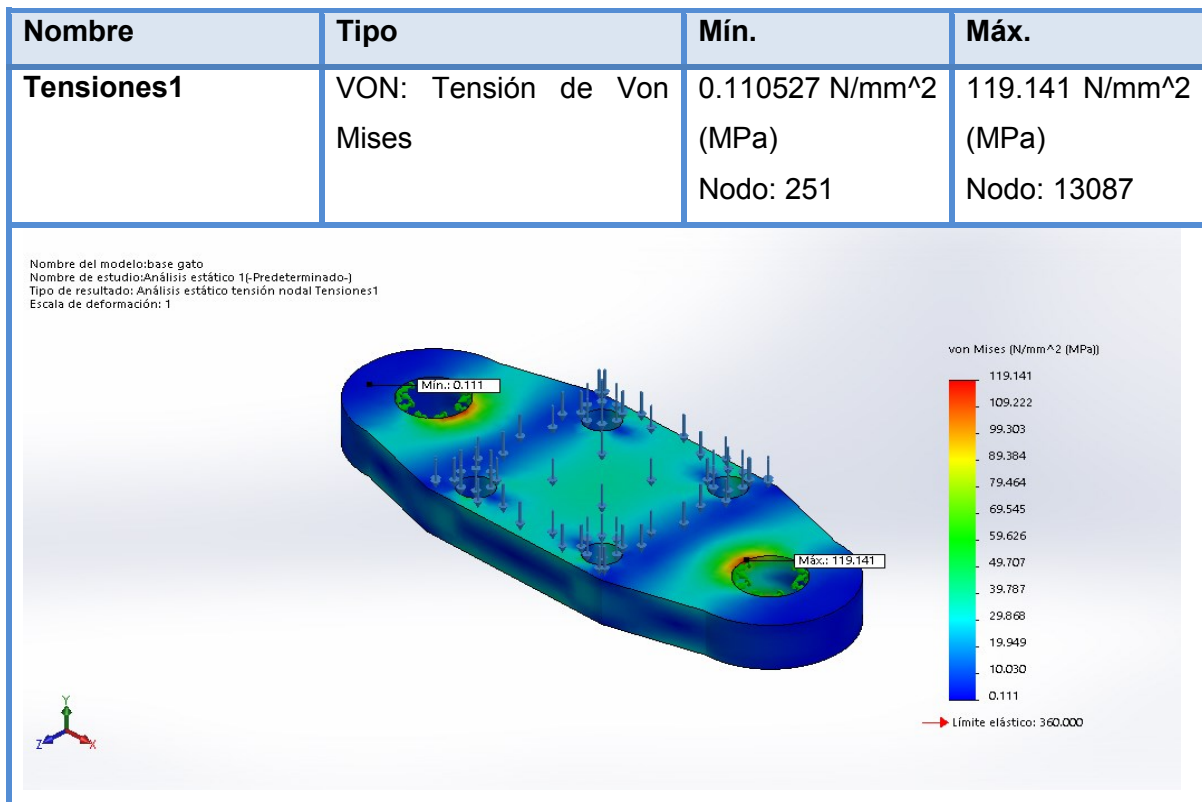 Nombre Tipo Mín. Máx.
Tensiones1 VON: Tensión de Von 0.110527 N/mm^2 119.141 N/mm^2
Mises (MPa) (MPa)
Nodo: 251 Nodo: 13087
Nombre del modelo:base gato
Nombre de estudio:Análisis estático 1(-Predeterminado-)
Tipo de resultado: Análisis estático tensión nodal Tensiones1
Escala de deformación: 1
von Mises (N/mm^2 (MPa))
119.141
109.222
99.303
89.384
79.464
69.545
59.626
49.707
39.787
29.868
19.949
10.030
0.111
Límite elástico: 360.000
Mín.: 0.111
Máx.: 119.141
Y
Z X